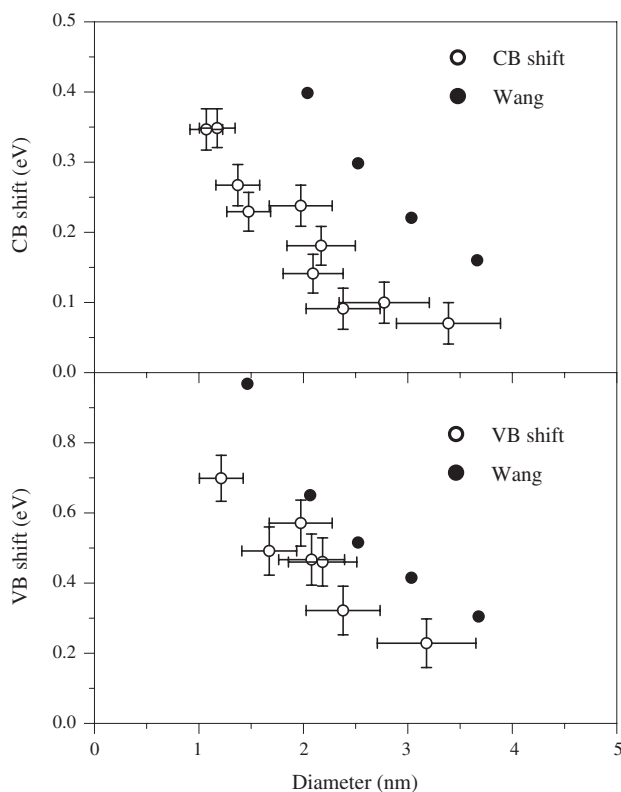 0.5
0.4
0.3
0.2
0.1
0.0
CB shift (eV)
CB shift
Wang
0.8
0.6
0.4
0.2
0.0
VB shift (eV)
VB shift
Wang
0 1 2 3 4 5
Diameter (nm)